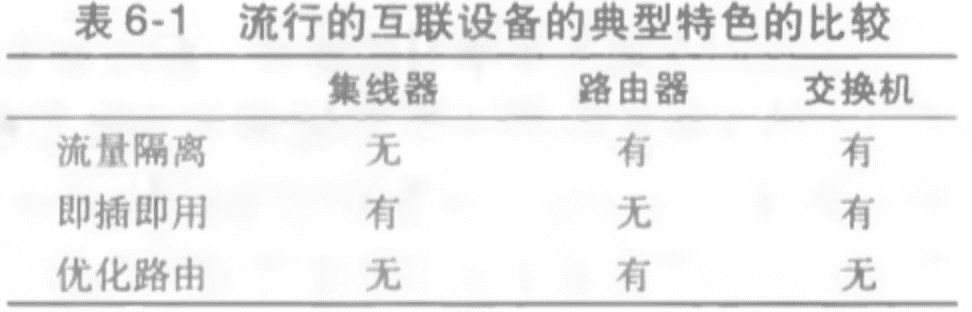 表6-1 流行的互联设备的典型特色的比较
集线器 路由器 交换机
流量隔离 无 有 有
即插即用 有 无 有
优化路由 无 有 无